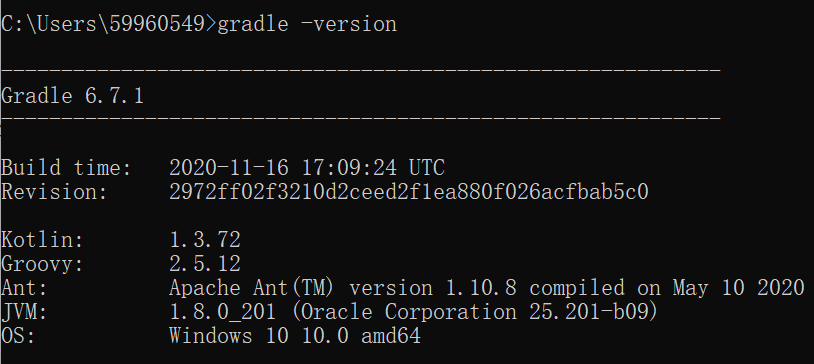 C:\Users\59960549>gradle -version
------------------------------------------------------------
Gradle 6.7.1
------------------------------------------------------------
Build time:   2020-11-16 17:09:24 UTC
Revision:     2972ff02f3210d2ceed2f1ea880f026acfbab5c0
Kotlin:       1.3.72
Groovy:       2.5.12
Ant:          Apache Ant(TM) version 1.10.8 compiled on May 10 2020
JVM:          1.8.0_201 (Oracle Corporation 25.201-b09)
OS:           Windows 10 10.0 amd64